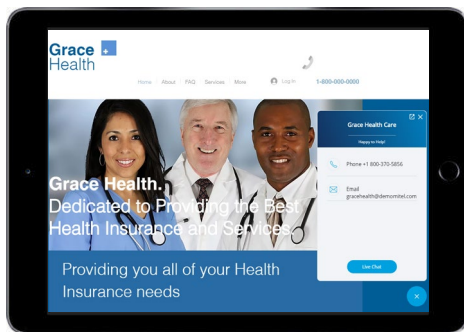 Grace
Health
Home About FAQ Services More Log In 1-800-000-0000
Grace Health.
Dedicated to Providing the Best
Health Insurance and Services.
Providing you all of your Health
Insurance needs
Grace Health Care
Happy to Help!
Phone +1 800-370-5856
Email
gracehealth@demomitel.com
Live Chat